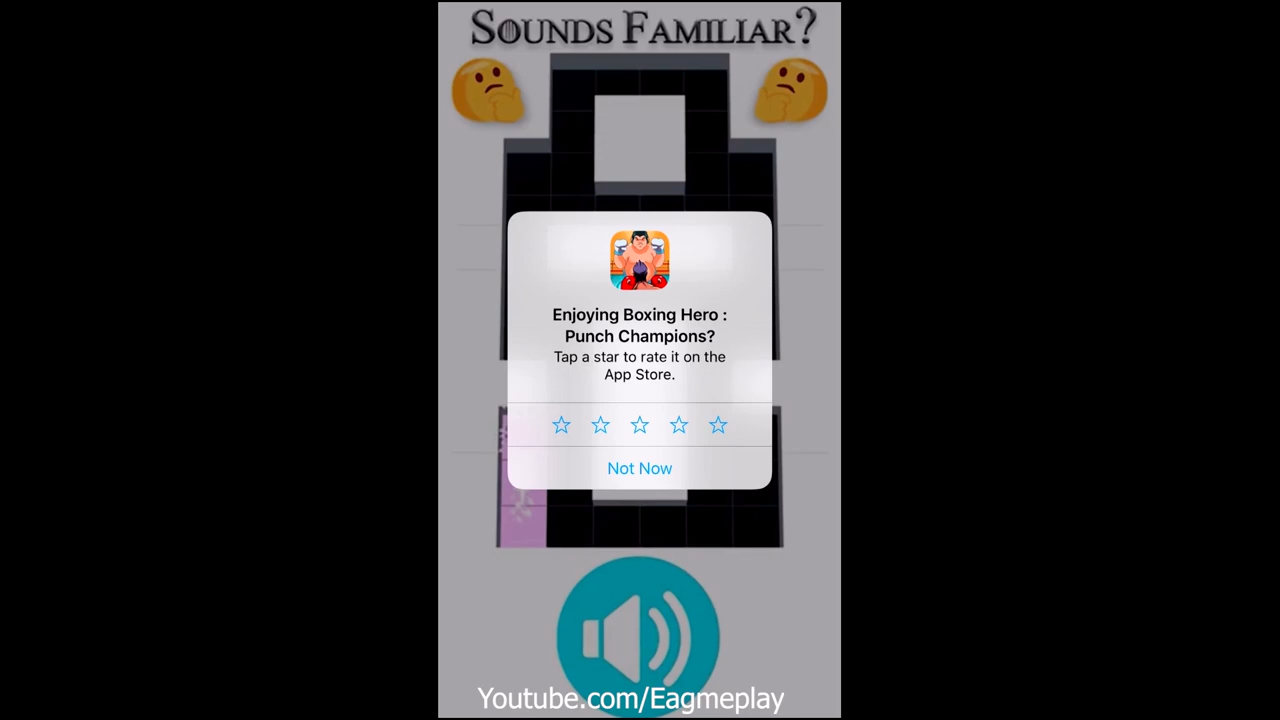 SOUNDS FAMILIAR?
Enjoying Boxing Hero :
Punch Champions?
Tap a star to rate it on the
App Store.
Not Now
Youtube.com/Eagmeplay